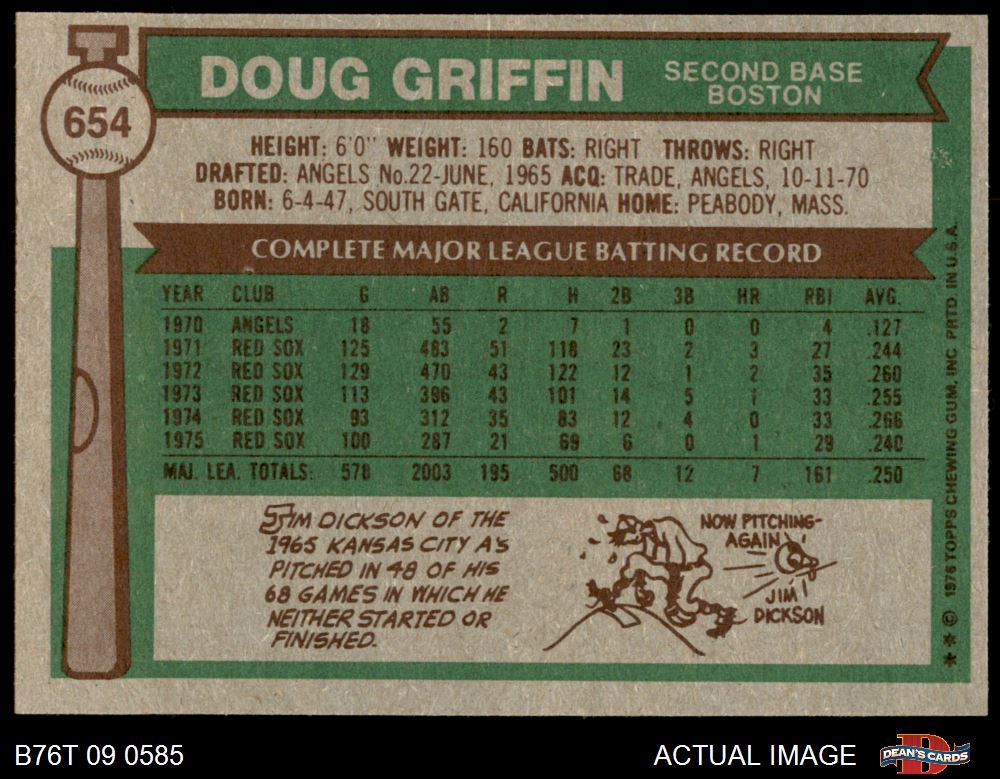 654
DOUG GRIFFIN SECOND BASE
BOSTON
HEIGHT: 6'0" WEIGHT: 160 BATS: RIGHT THROWS: RIGHT
DRAFTED: ANGELS No.22-JUNE, 1965 ACQ: TRADE, ANGELS, 10-11-70
BORN: 6-4-47, SOUTH GATE, CALIFORNIA HOME: PEABODY, MASS.
COMPLETE MAJOR LEAGUE BATTING RECORD
YEAR CLUB G AB R H 2B 3B HR RBI AVG.
1970 ANGELS 18 55 2 7 1 0 0 4 .127
1971 RED SOX 125 483 51 118 23 2 3 27 .244
1972 RED SOX 129 470 43 122 12 1 2 35 .260
1973 RED SOX 113 396 43 101 14 5 1 33 .255
1974 RED SOX 93 312 35 83 12 4 0 33 .266
1975 RED SOX 100 287 21 69 6 0 1 29 .240
MAJ. LEA. TOTALS: 578 2003 195 500 68 12 7 161 .250
JIM DICKSON OF THE
1965 KANSAS CITY A'S
PITCHED IN 48 OF HIS
68 GAMES IN WHICH HE
NEITHER STARTED OR
FINISHED.
NOW PITCHING-
AGAIN
JIM
DICKSON
** © 1976 TOPPS CHEWING GUM, INC. PRTD. IN U.S.A.
B76T 09 0585
ACTUAL IMAGE
DEAN'S CARDS